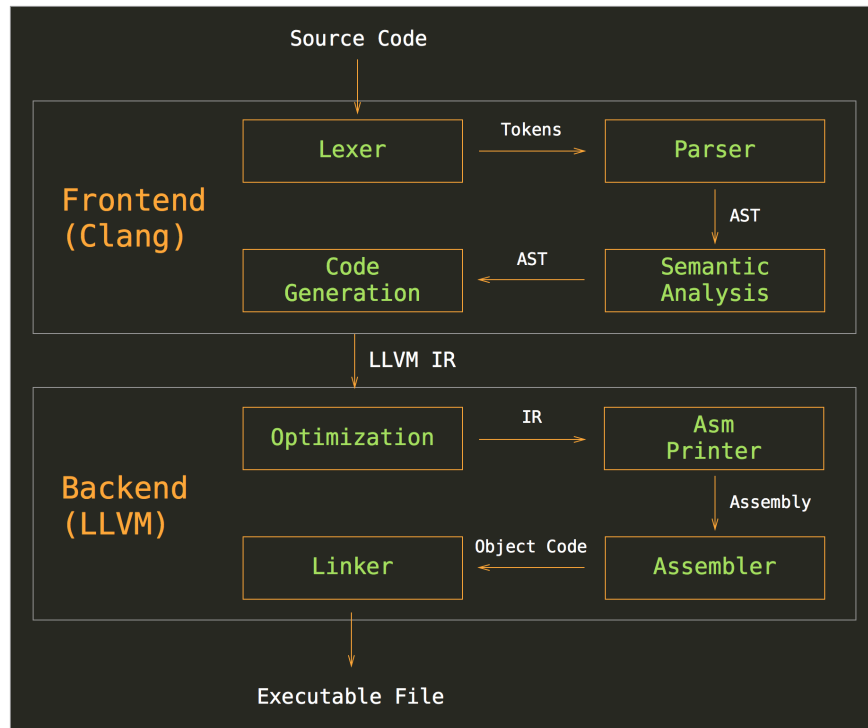 Source Code
Lexer
Tokens
Parser
Frontend
(Clang)
AST
Code
Generation
AST
Semantic
Analysis
LLVM IR
Optimization
IR
Asm
Printer
Backend
(LLVM)
Assembly
Linker
Object Code
Assembler
Executable File